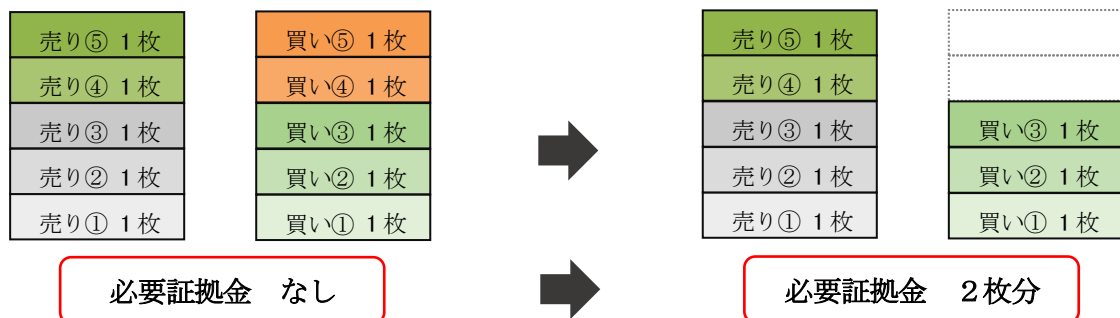 売り⑤ 1枚
売り④ 1枚
売り③ 1枚
売り② 1枚
売り① 1枚
買い⑤ 1枚
買い④ 1枚
買い③ 1枚
買い② 1枚
買い① 1枚
必要証拠金　なし
売り⑤ 1枚
売り④ 1枚
売り③ 1枚
売り② 1枚
売り① 1枚
買い③ 1枚
買い② 1枚
買い① 1枚
必要証拠金　２枚分